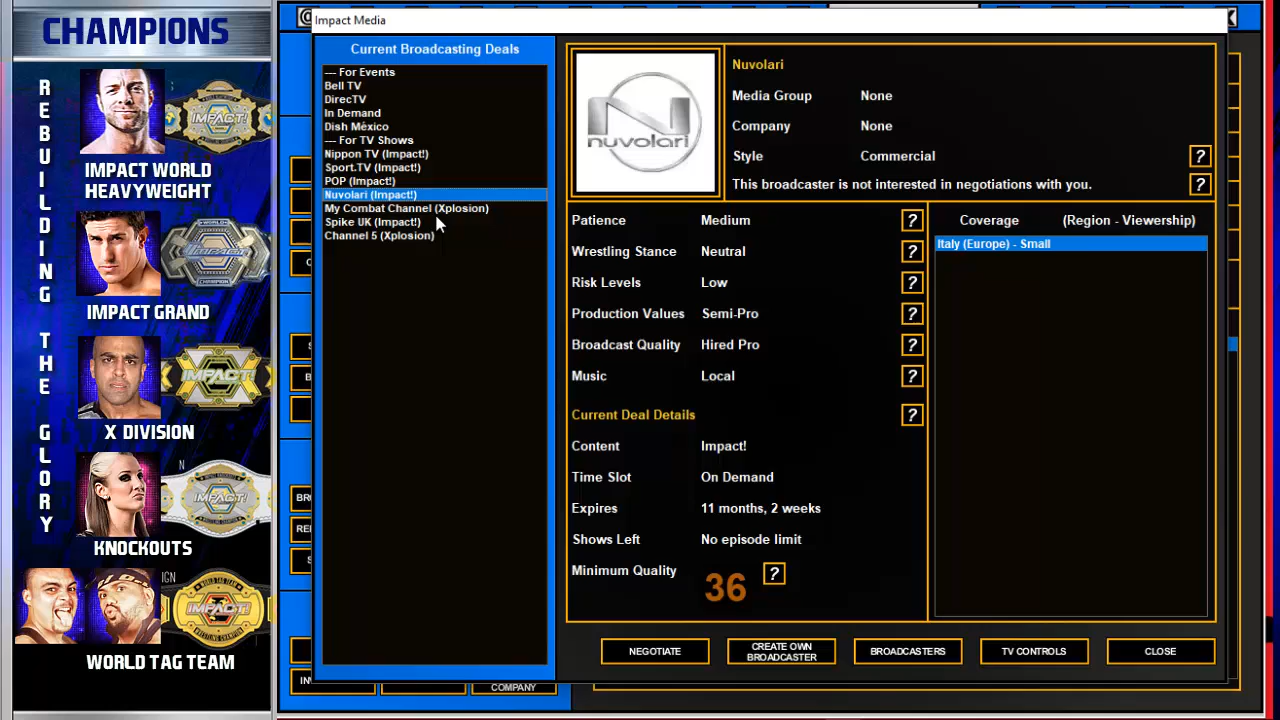 CHAMPIONS
REBUILDING THE GLORY
IMPACT WORLD
HEAVYWEIGHT
IMPACT GRAND
X DIVISION
KNOCKOUTS
WORLD TAG TEAM
Impact Media
Current Broadcasting Deals
--- For Events
Bell TV
DirecTV
In Demand
Dish México
--- For TV Shows
Nippon TV (Impact!)
Sport.TV (Impact!)
POP (Impact!)
Nuvolari (Impact!)
My Combat Channel (Xplosion)
Spike UK (Impact!)
Channel 5 (Xplosion)
N
nuvolari
Nuvolari
Media Group None
Company None
Style Commercial ?
This broadcaster is not interested in negotiations with you. ?
Patience Medium ?
Wrestling Stance Neutral ?
Risk Levels Low ?
Production Values Semi-Pro ?
Broadcast Quality Hired Pro ?
Music Local ?
Current Deal Details ?
Content Impact!
Time Slot On Demand
Expires 11 months, 2 weeks
Shows Left No episode limit
Minimum Quality 36 ?
Coverage (Region - Viewership)
Italy (Europe) - Small
NEGOTIATE
CREATE OWN
BROADCASTER
BROADCASTERS
TV CONTROLS
CLOSE
COMPANY